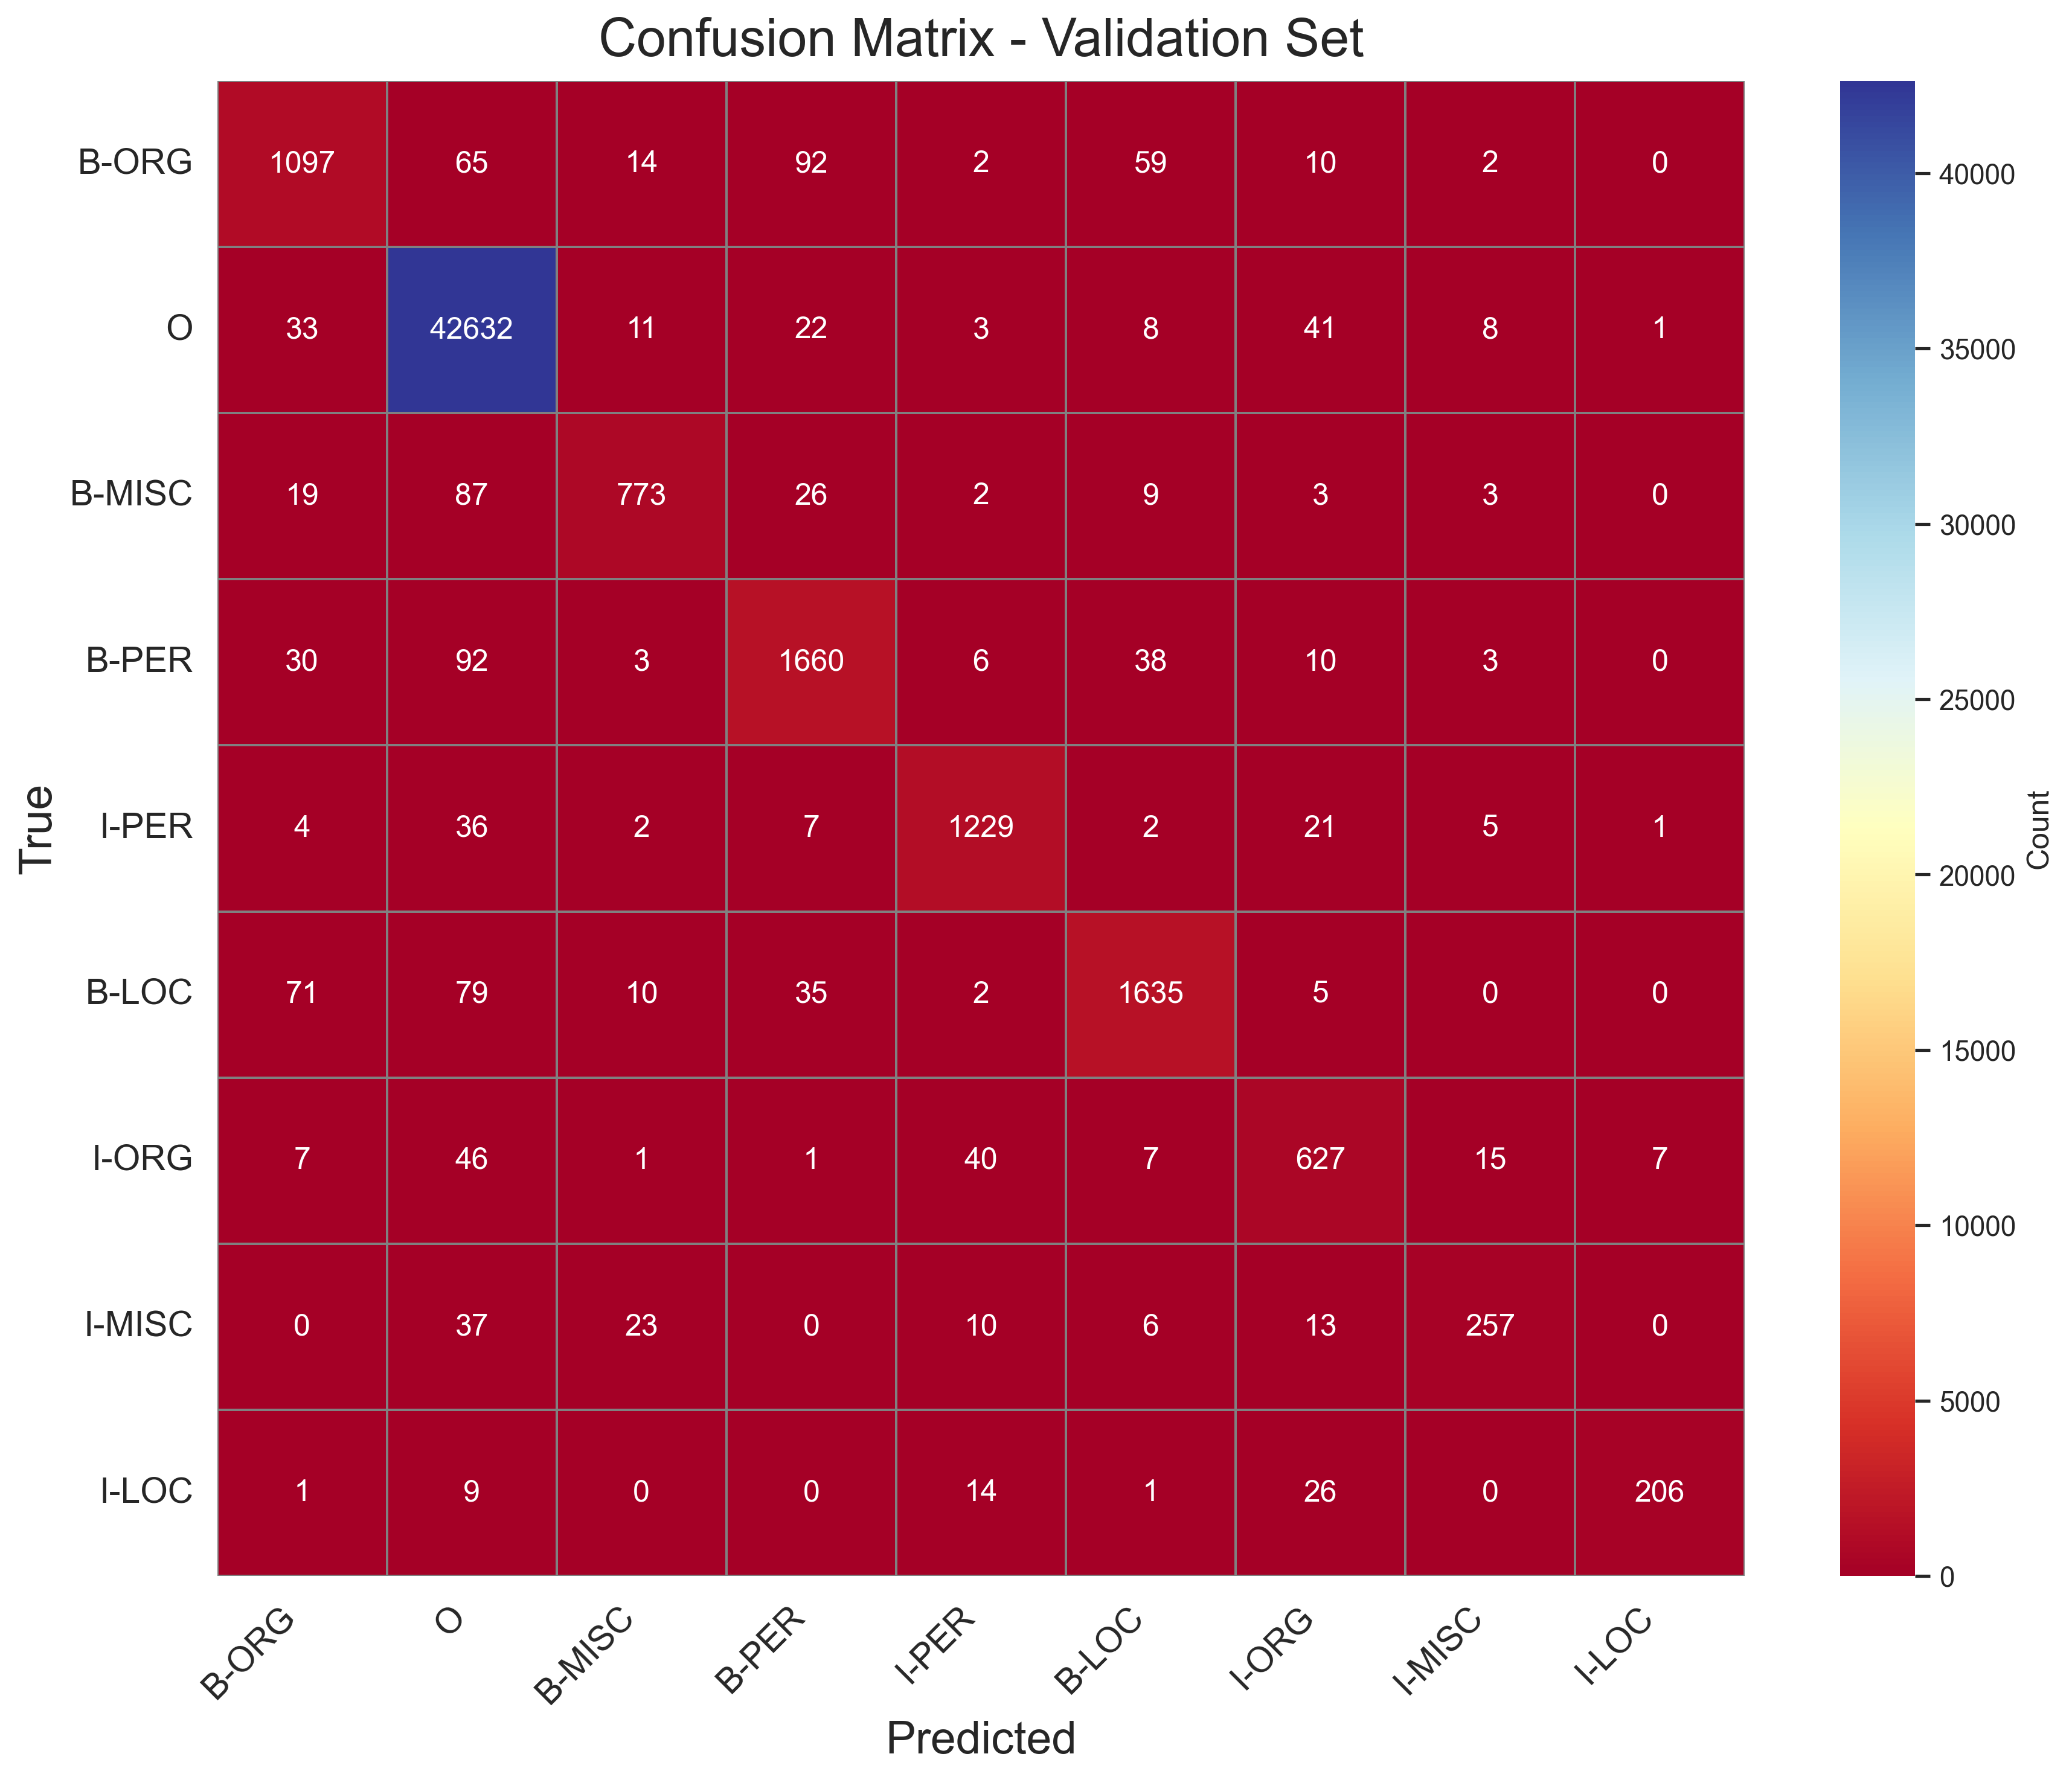 Confusion Matrix - Validation Set
B-ORG 1097 65 14 92 2 59 10 2 0
O 33 42632 11 22 3 8 41 8 1
B-MISC 19 87 773 26 2 9 3 3 0
B-PER 30 92 3 1660 6 38 10 3 0
I-PER 4 36 2 7 1229 2 21 5 1
B-LOC 71 79 10 35 2 1635 5 0 0
I-ORG 7 46 1 1 40 7 627 15 7
I-MISC 0 37 23 0 10 6 13 257 0
I-LOC 1 9 0 0 14 1 26 0 206
B-ORG O B-MISC B-PER I-PER B-LOC I-ORG I-MISC I-LOC
Predicted
True
40000
35000
30000
25000
20000
15000
10000
5000
0
Count